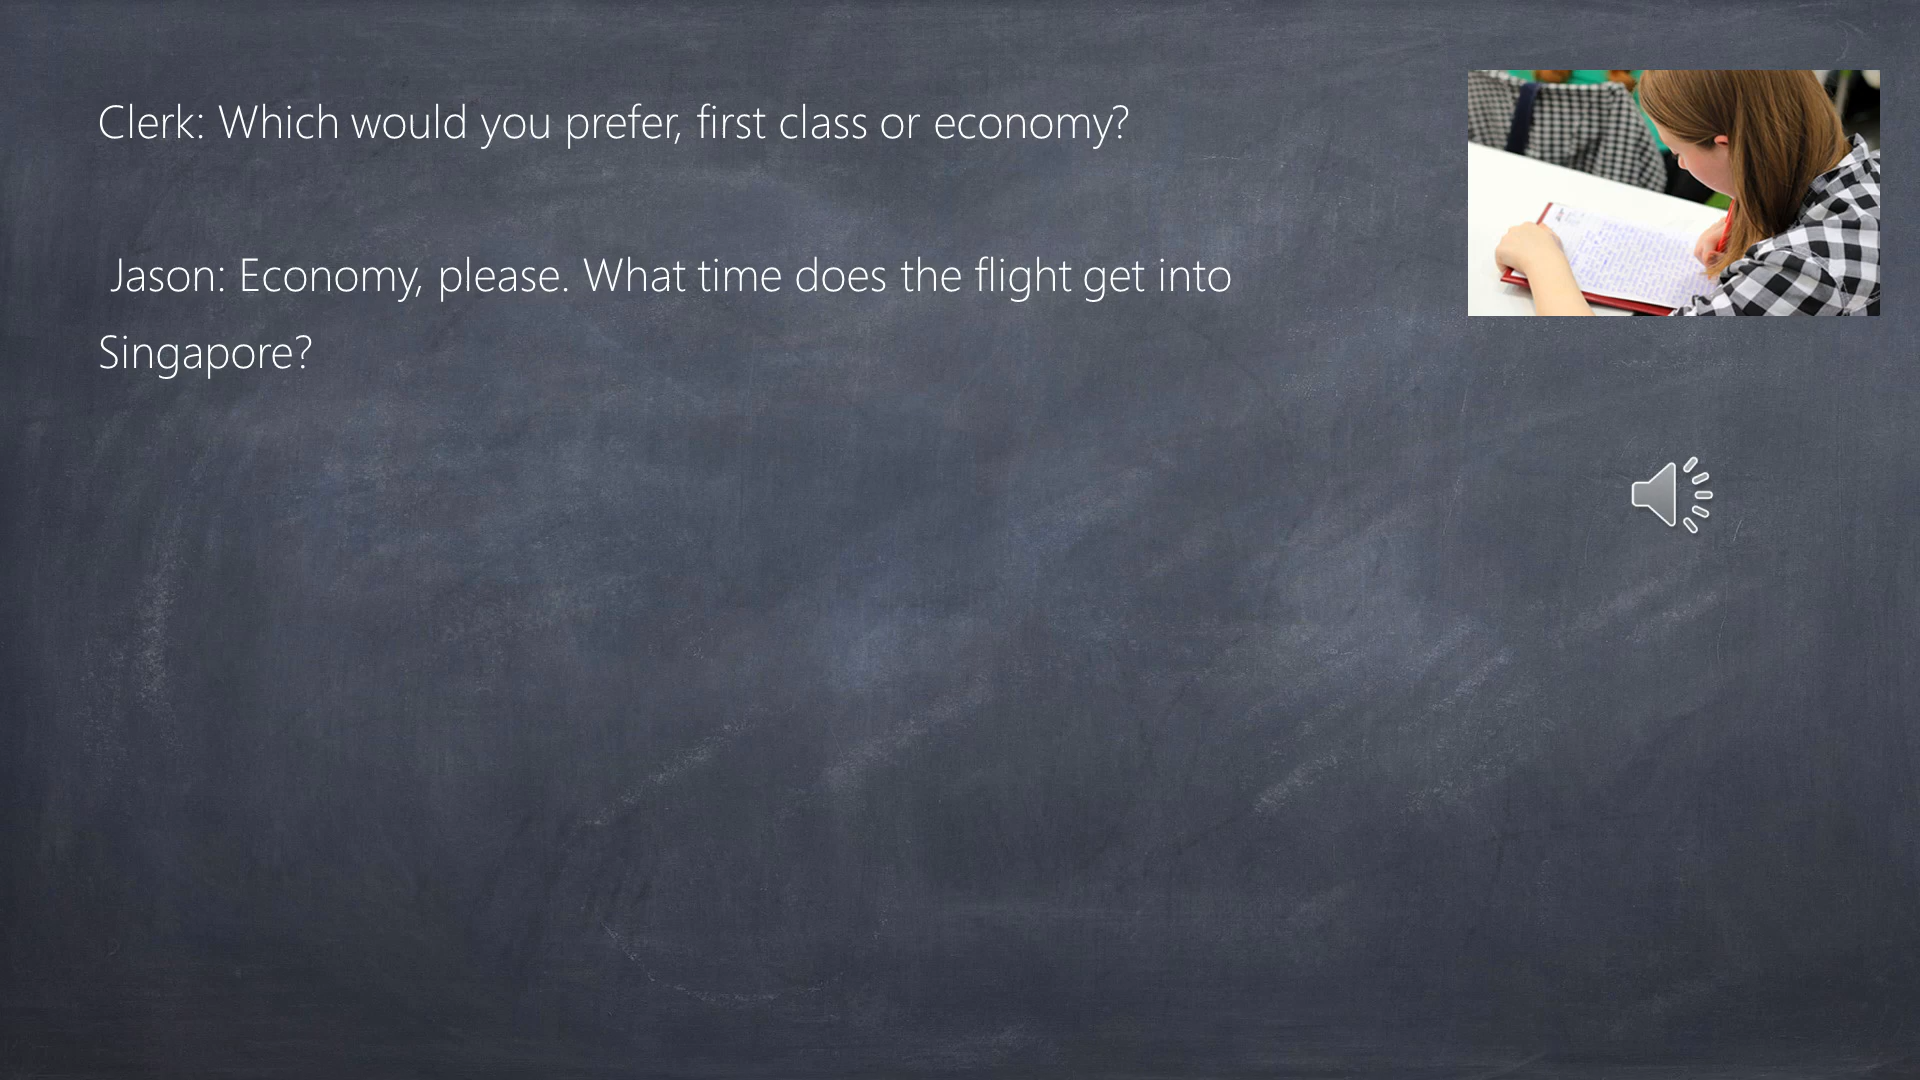 Clerk: Which would you prefer, first class or economy?
Jason: Economy, please. What time does the flight get into
Singapore?